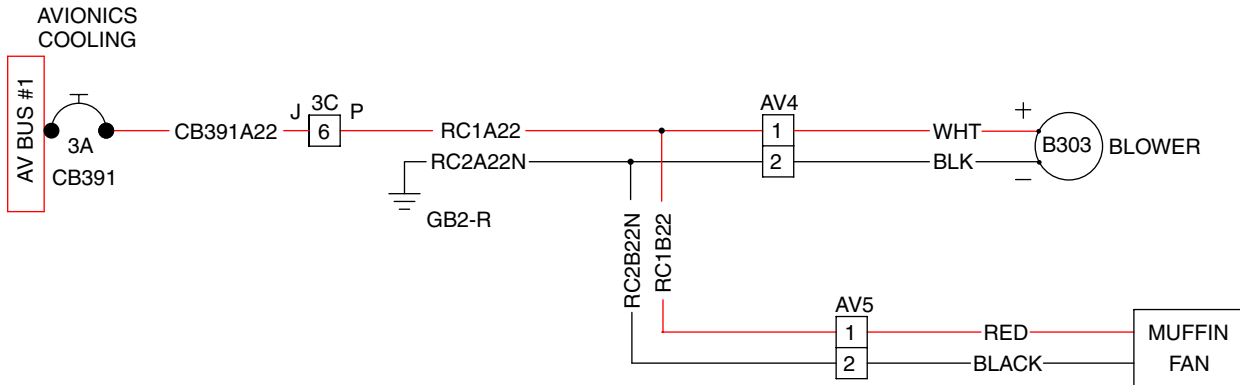 AVIONICS
COOLING
AV BUS #1
3A
CB391
CB391A22
J
3C
P
6
RC1A22
RC2A22N
GB2-R
RC2B22N
RC1B22
AV4
1
2
WHT
BLK
+
−
B303
BLOWER
AV5
1
2
RED
BLACK
MUFFIN
FAN